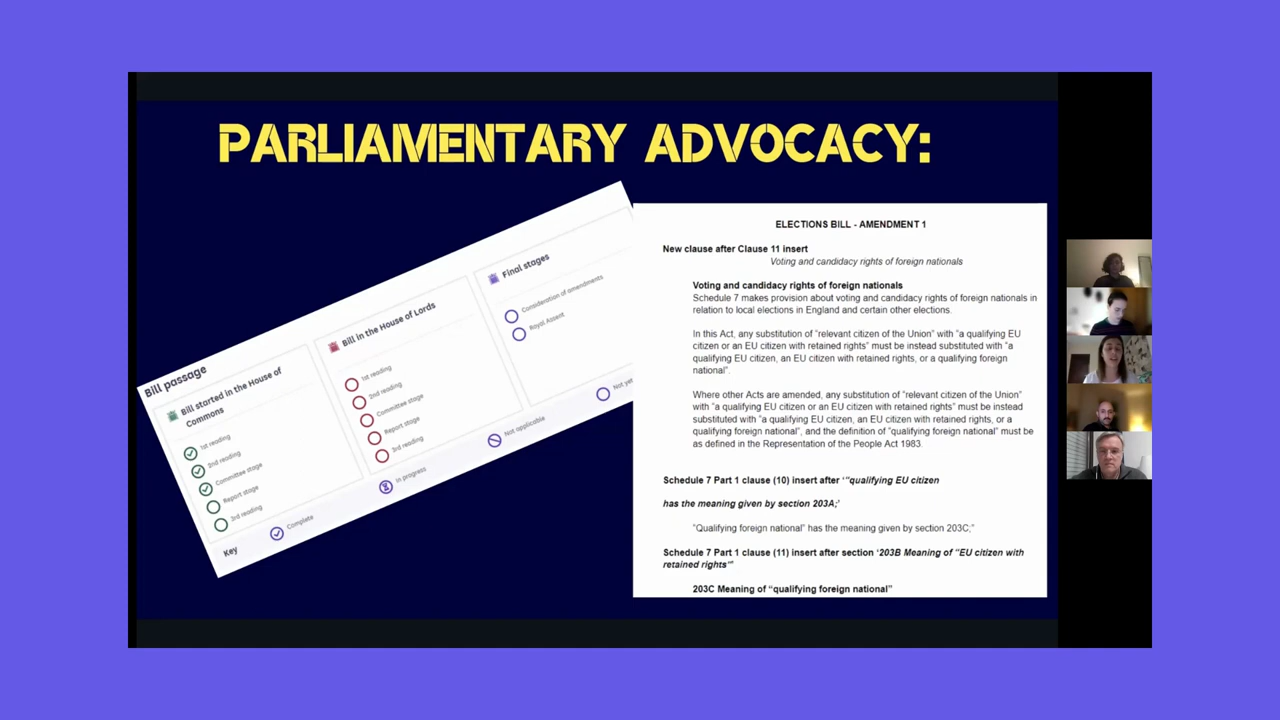 PARLIAMENTARY ADVOCACY:
Bill passage
Bill started in the House of
Commons
1st reading
2nd reading
Committee stage
Report stage
3rd reading
Bill in the House of Lords
1st reading
2nd reading
Committee stage
Report stage
3rd reading
Final stages
Consideration of amendments
Royal Assent
Key
Complete
In progress
Not applicable
Not yet
ELECTIONS BILL - AMENDMENT 1
New clause after Clause 11 insert
Voting and candidacy rights of foreign nationals
Voting and candidacy rights of foreign nationals
Schedule 7 makes provision about voting and candidacy rights of foreign nationals in
relation to local elections in England and certain other elections.
In this Act, any substitution of “relevant citizen of the Union” with “a qualifying EU
citizen or an EU citizen with retained rights” must be instead substituted with “a
qualifying EU citizen, an EU citizen with retained rights, or a qualifying foreign
national”.
Where other Acts are amended, any substitution of “relevant citizen of the Union”
with “a qualifying EU citizen or an EU citizen with retained rights” must be instead
substituted with “a qualifying EU citizen, an EU citizen with retained rights, or a
qualifying foreign national”, and the definition of “qualifying foreign national” must be
as defined in the Representation of the People Act 1983.
Schedule 7 Part 1 clause (10) insert after ‘“qualifying EU citizen
has the meaning given by section 203A;’
“Qualifying foreign national” has the meaning given by section 203C;”
Schedule 7 Part 1 clause (11) insert after section ‘203B Meaning of “EU citizen with
retained rights”’
203C Meaning of “qualifying foreign national”